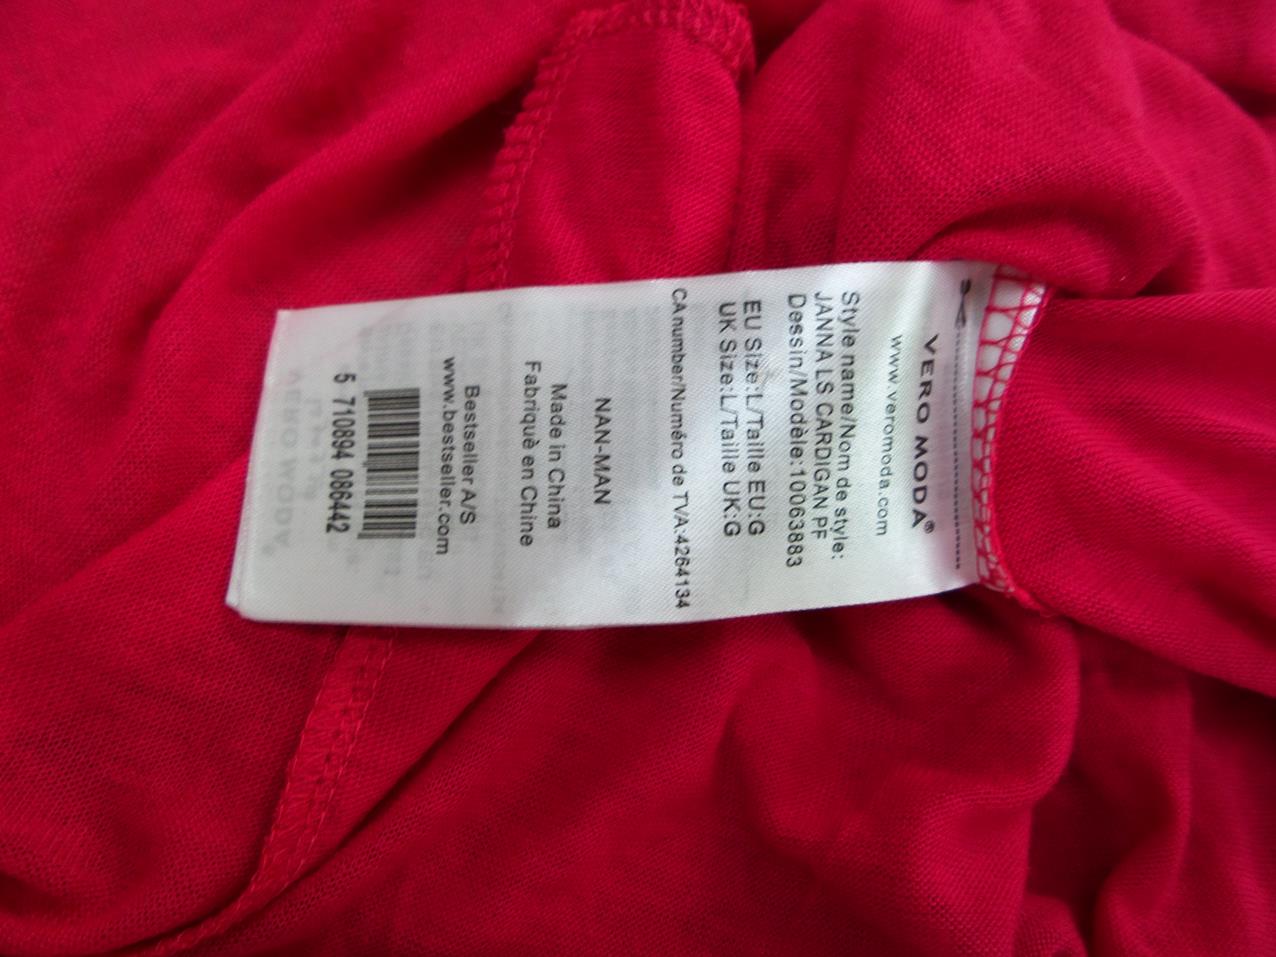 VERO MODA®
www.veromoda.com
Style name/Nom de style:
JANNA LS CARDIGAN PF
Dessin/Modèle:10063883
EU Size:L/Taille EU:G
UK Size:L/Taille UK:G
CA number/Numéro de TVA:4264134
NAN-MAN
Made in China
Fabriquè en Chine
Bestseller A/S
www.bestseller.com
5 710894 086442